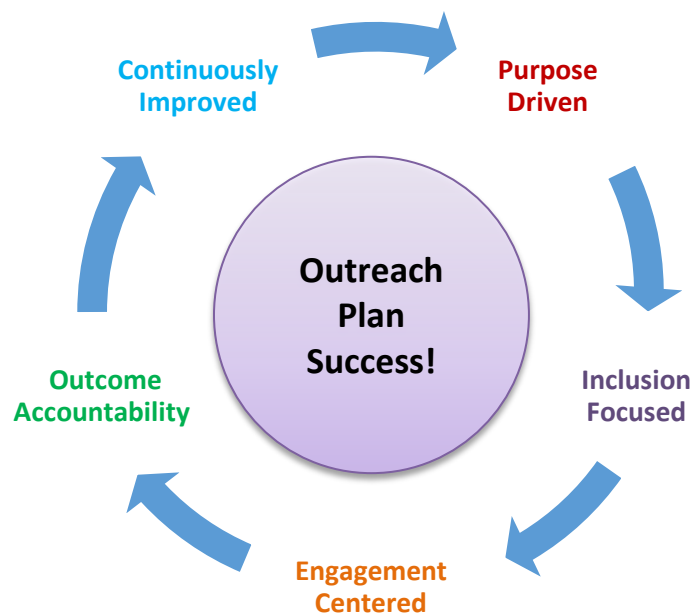 Continuously
Improved
Purpose
Driven
Outreach
Plan
Success!
Outcome
Accountability
Inclusion
Focused
Engagement
Centered